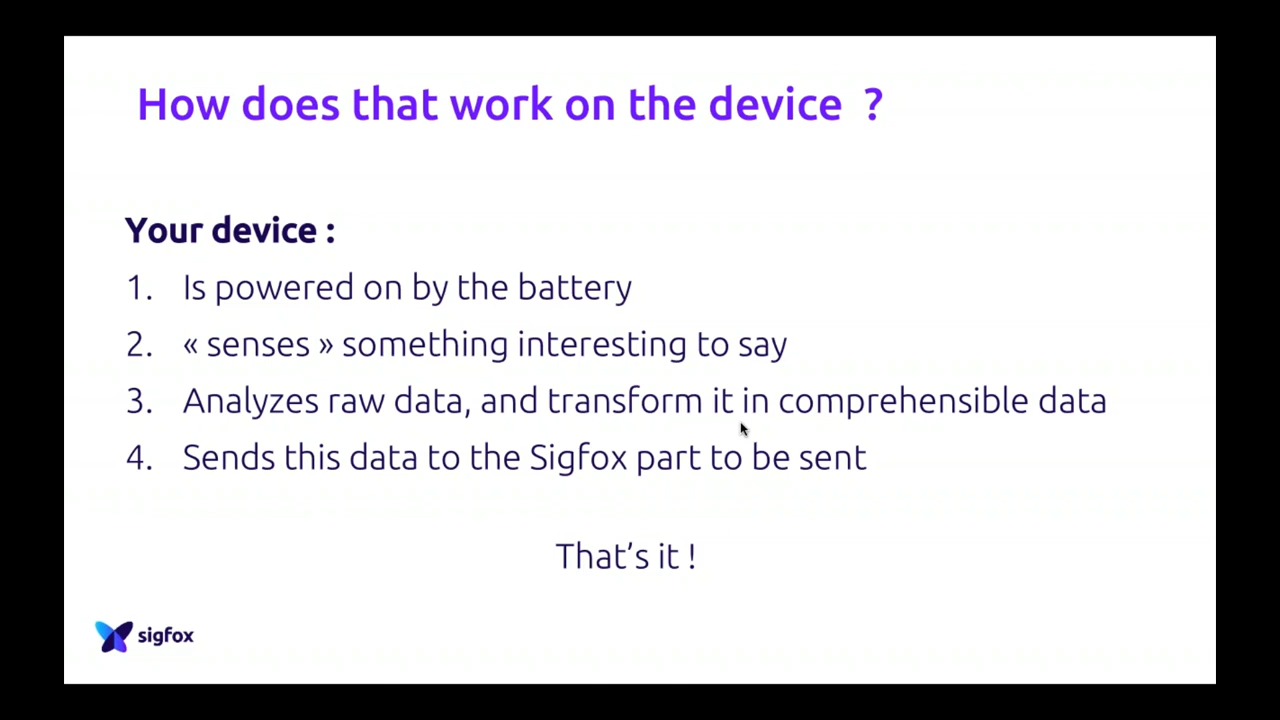 How does that work on the device ?
Your device :
1. Is powered on by the battery
2. « senses » something interesting to say
3. Analyzes raw data, and transform it in comprehensible data
4. Sends this data to the Sigfox part to be sent
That’s it !
sigfox